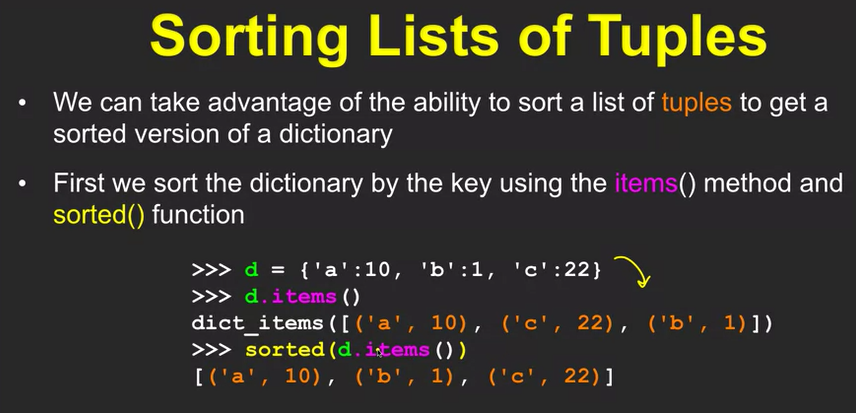 Sorting Lists of Tuples
• We can take advantage of the ability to sort a list of tuples to get a
sorted version of a dictionary
• First we sort the dictionary by the key using the items() method and
sorted() function
>>> d = {'a':10, 'b':1, 'c':22}
>>> d.items()
dict_items([('a', 10), ('c', 22), ('b', 1)])
>>> sorted(d.items())
[('a', 10), ('b', 1), ('c', 22)]